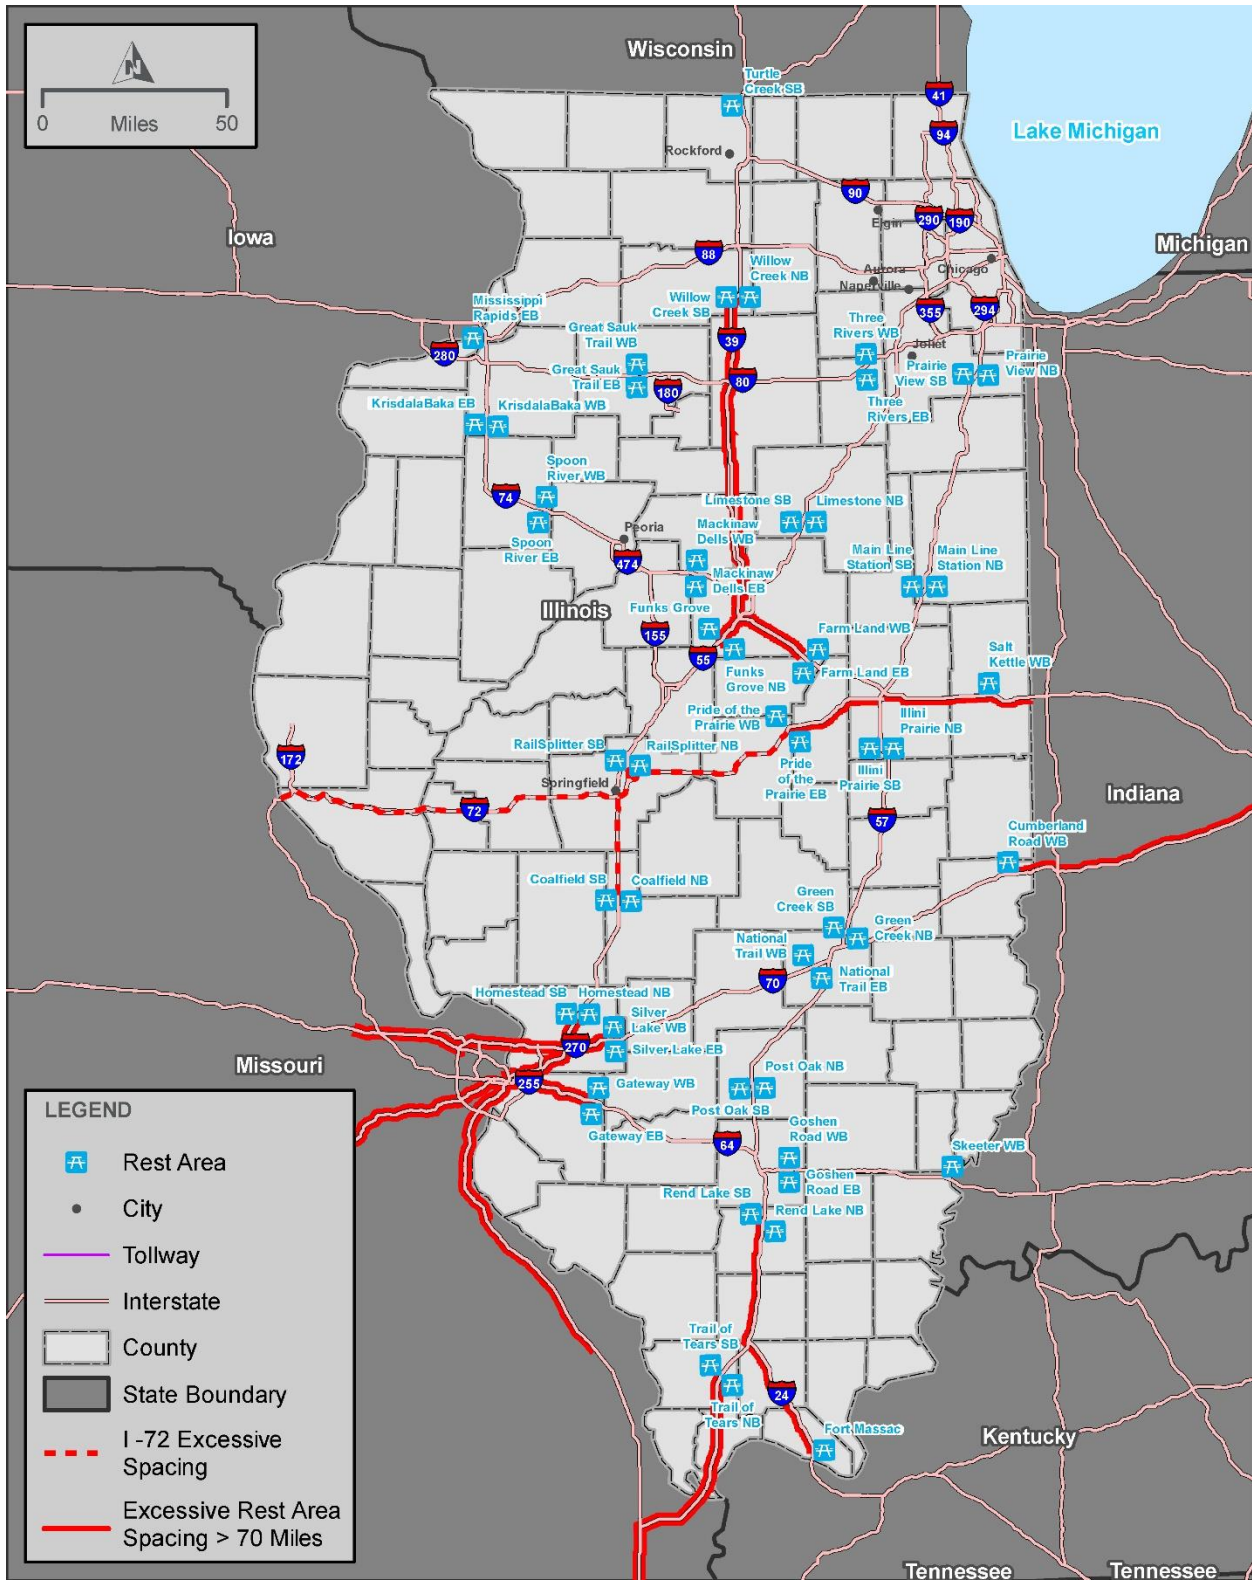 Wisconsin
N
0 Miles 50
Turtle
Creek SB
41
94
Lake Michigan
Rockford
90
Elgin
290
190
Iowa
Michigan
88
Willow
Creek NB
Aurora
Chicago
Naperville
Willow
Creek SB
Mississippi
Rapids EB
Great Sauk
Trail WB
Three
Rivers WB
355
294
39
280
Joliet
Great Sauk
Trail EB
Prairie
View SB
Prairie
View NB
180
80
KrisdalaBaka EB
KrisdalaBaka WB
Three
Rivers EB
Spoon
River WB
74
Limestone SB
Limestone NB
Peoria
Mackinaw
Dells WB
Spoon
River EB
474
Main Line
Station SB
Main Line
Station NB
Mackinaw
Dells EB
Illinois
Funks Grove
155
Farm Land WB
55
Funks
Grove NB
Farm Land EB
Salt
Kettle WB
Pride of the
Prairie WB
Illini
Prairie NB
RailSplitter SB
RailSplitter NB
172
Springfield
Pride
of the
Prairie EB
Illini
Prairie SB
Indiana
72
57
Cumberland
Road WB
Coalfield SB
Coalfield NB
Green
Creek SB
Green
Creek NB
National
Trail WB
70
National
Trail EB
Homestead SB
Homestead NB
Silver
Lake WB
270
Silver Lake EB
Missouri
255
Gateway WB
Post Oak NB
Post Oak SB
Gateway EB
64
Goshen
Road WB
Skeeter WB
Goshen
Road EB
Rend Lake SB
Rend Lake NB
Trail of
Tears SB
24
Trail of
Tears NB
Fort Massac
Kentucky
Tennessee
Tennessee
LEGEND
Rest Area
City
Tollway
Interstate
County
State Boundary
I -72 Excessive
Spacing
Excessive Rest Area
Spacing > 70 Miles